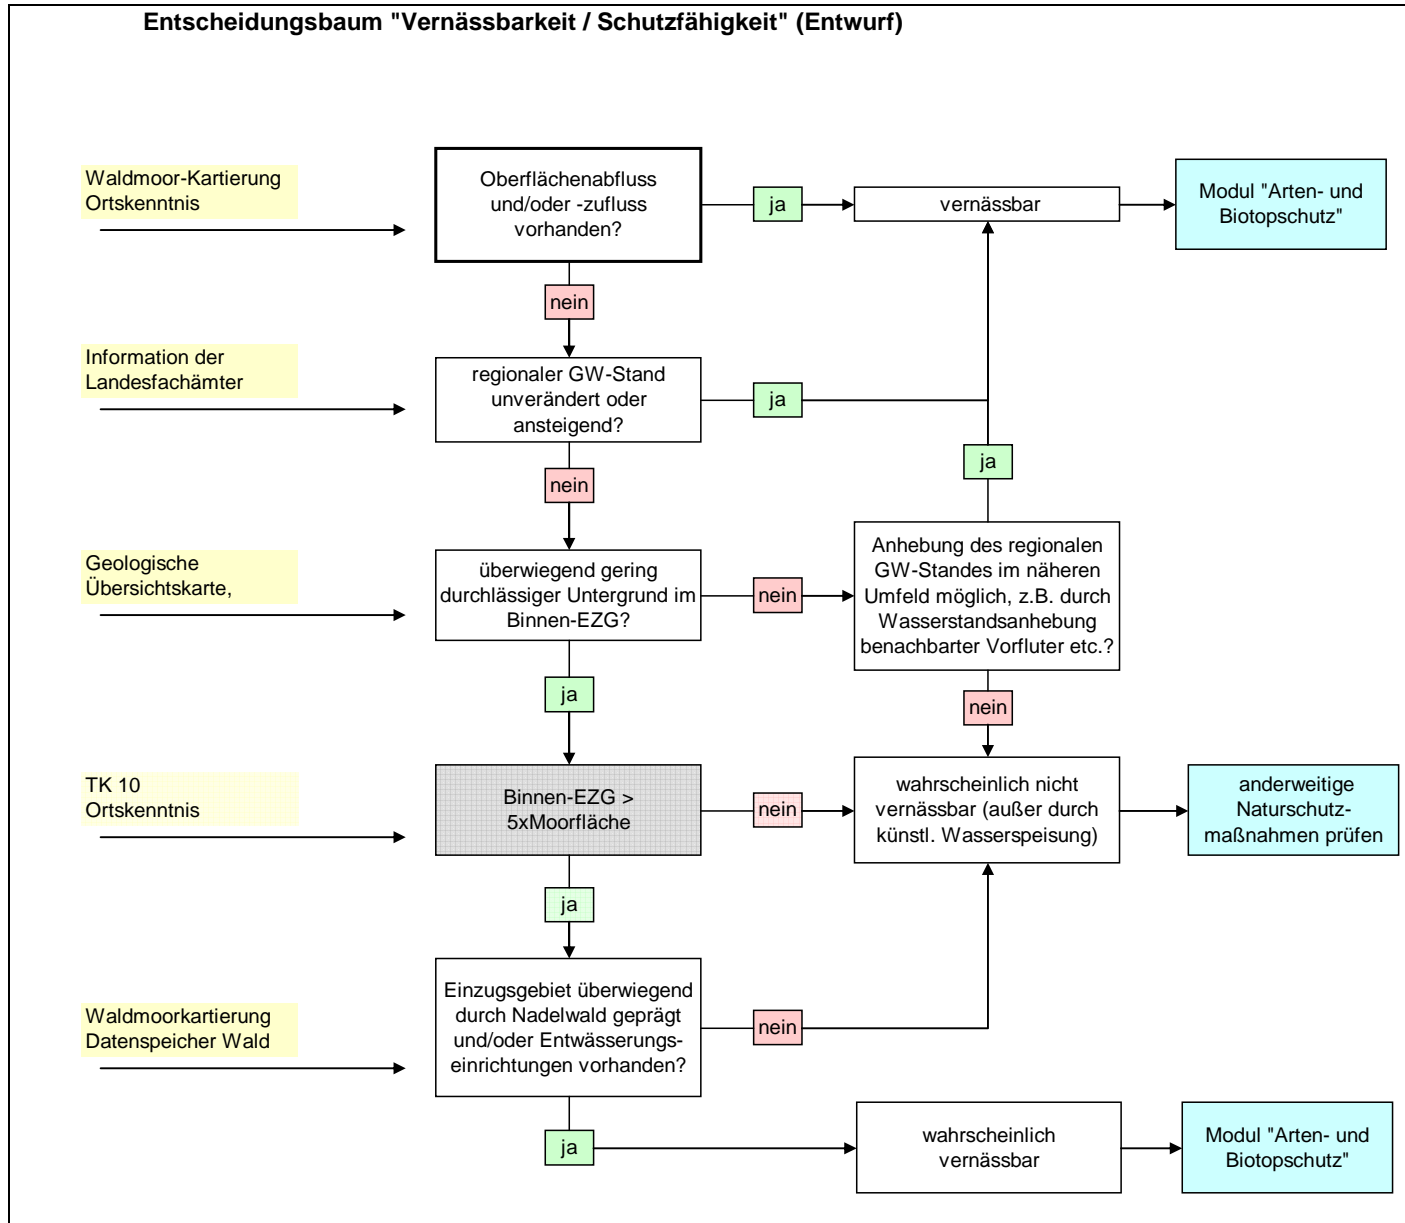 Entscheidungsbaum "Vernässbarkeit / Schutzfähigkeit" (Entwurf)
Waldmoor-Kartierung
Ortskenntnis
Oberflächenabfluss
und/oder -zufluss
vorhanden?
ja
vernässbar
Modul "Arten- und
Biotopschutz"
nein
Information der
Landesfachämter
regionaler GW-Stand
unverändert oder
ansteigend?
ja
ja
nein
Geologische
Übersichtskarte,
überwiegend gering
durchlässiger Untergrund im
Binnen-EZG?
nein
Anhebung des regionalen
GW-Standes im näheren
Umfeld möglich, z.B. durch
Wasserstandsanhebung
benachbarter Vorfluter etc.?
ja
nein
TK 10
Ortskenntnis
Binnen-EZG >
5xMoorfläche
nein
wahrscheinlich nicht
vernässbar (außer durch
künstl. Wasserspeisung)
anderweitige
Naturschutz-
maßnahmen prüfen
ja
Waldmoorkartierung
Datenspeicher Wald
Einzugsgebiet überwiegend
durch Nadelwald geprägt
und/oder Entwässerungs-
einrichtungen vorhanden?
nein
ja
wahrscheinlich
vernässbar
Modul "Arten- und
Biotopschutz"